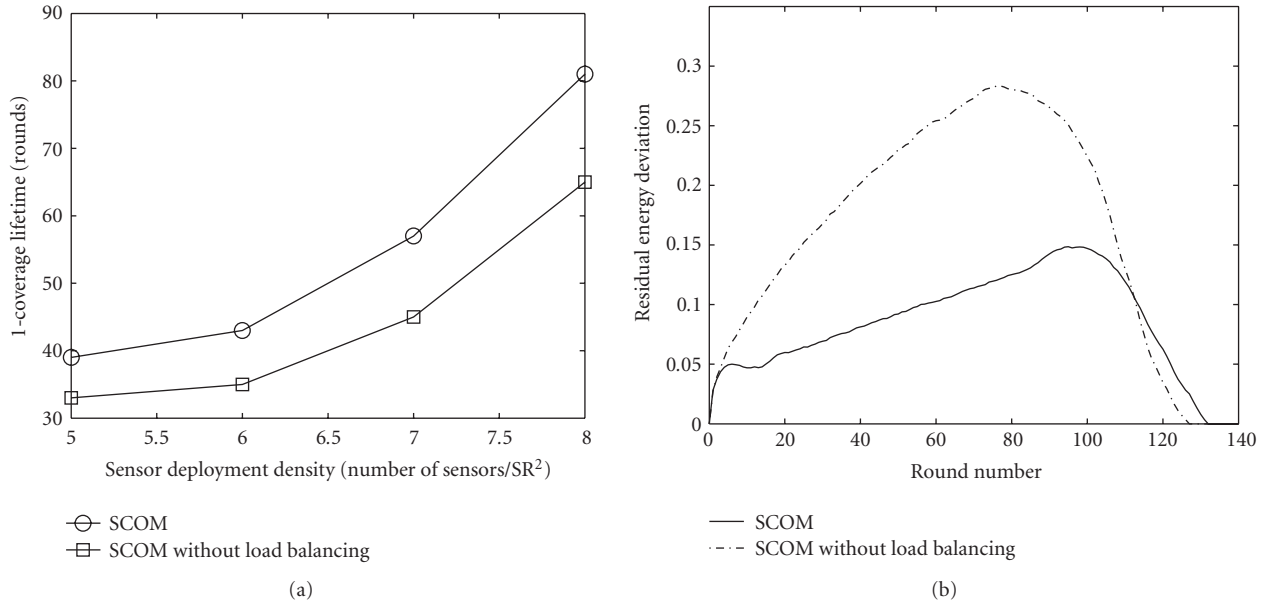 90
80
70
60
50
40
30
5
5.5
6
6.5
7
7.5
8
1-coverage lifetime (rounds)
Sensor deployment density (number of sensors/SR²)
SCOM
SCOM without load balancing
(a)
0.3
0.25
0.2
0.15
0.1
0.05
0
0
20
40
60
80
100
120
140
Residual energy deviation
Round number
SCOM
SCOM without load balancing
(b)